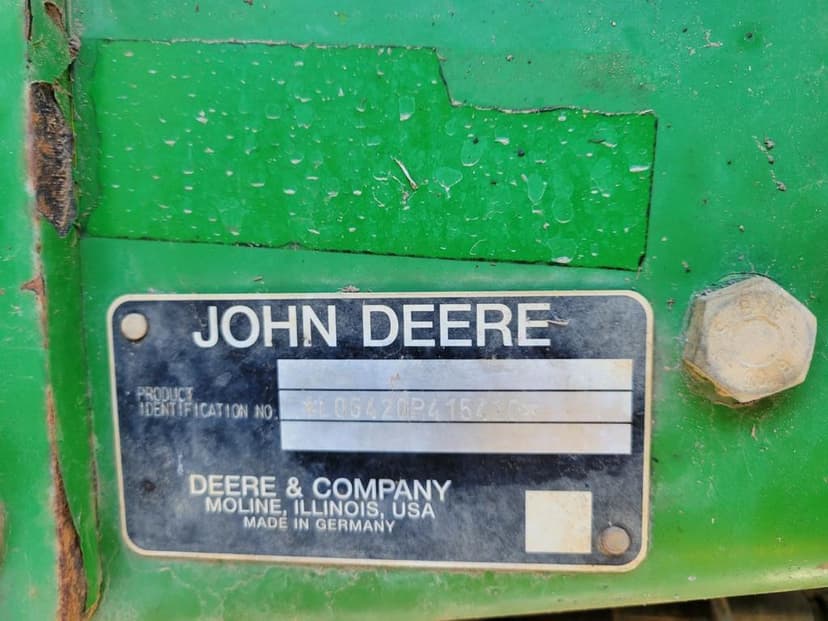 JOHN DEERE
PRODUCT
IDENTIFICATION NO.
DEERE & COMPANY
MOLINE, ILLINOIS, USA
MADE IN GERMANY